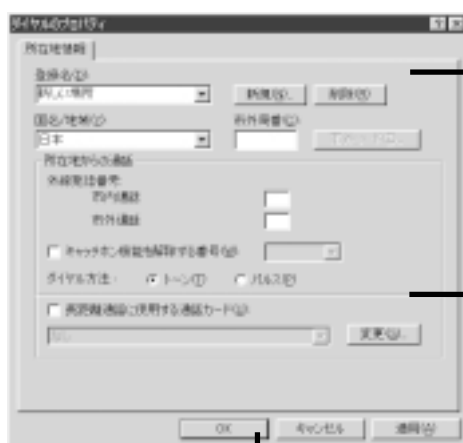 ダイヤルのプロパティ
所在地情報
登録名(I):
新しい場所
新規(N)...
削除(R)
国名/地域(Y):
市外局番(C):
日本
所在地からの通話
外線発信番号:
市内通話
市外通話
キャッチホン機能を解除する番号(W):
ダイヤル方法:
トーン(T)
パルス(P)
長距離通話に使用する通話カード(L):
なし
変更(G)...
OK
キャンセル
適用(A)